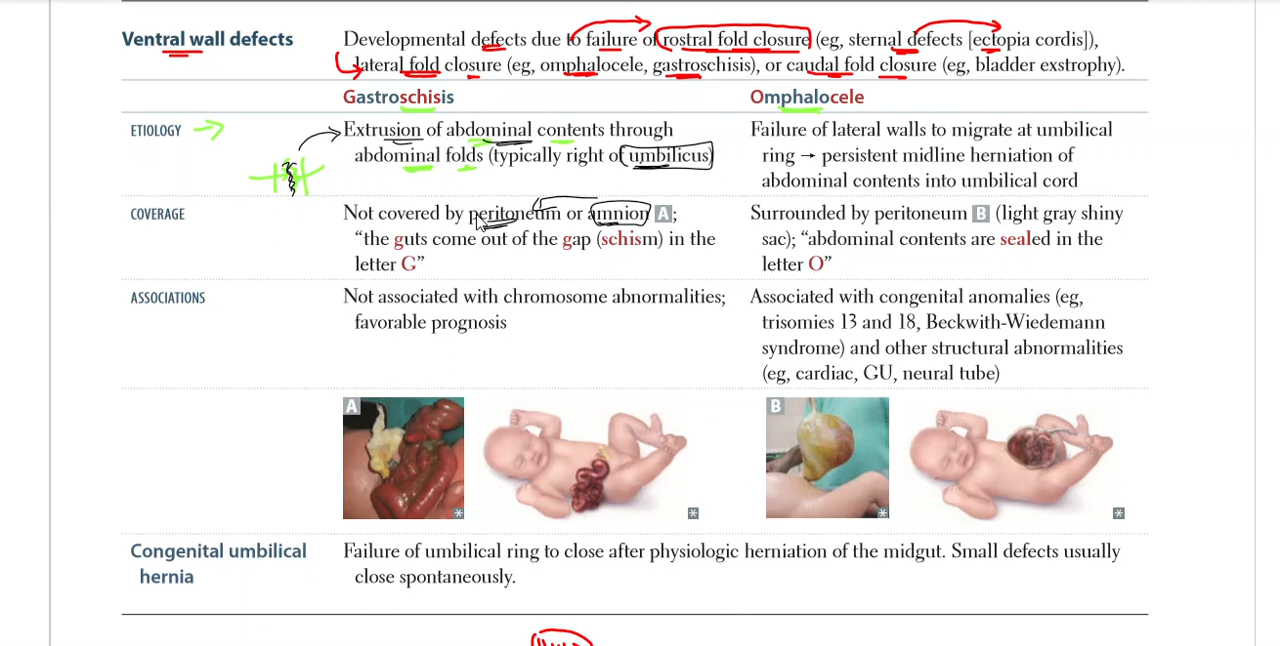 Ventral wall defects
Developmental defects due to failure of rostral fold closure (eg, sternal defects [ectopia cordis]),
lateral fold closure (eg, omphalocele, gastroschisis), or caudal fold closure (eg, bladder exstrophy).
Gastroschisis
Omphalocele
ETIOLOGY
Extrusion of abdominal contents through
abdominal folds (typically right of umbilicus)
Failure of lateral walls to migrate at umbilical
ring → persistent midline herniation of
abdominal contents into umbilical cord
COVERAGE
Not covered by peritoneum or amnion A;
“the guts come out of the gap (schism) in the
letter G”
Surrounded by peritoneum B (light gray shiny
sac); “abdominal contents are sealed in the
letter O”
ASSOCIATIONS
Not associated with chromosome abnormalities;
favorable prognosis
Associated with congenital anomalies (eg,
trisomies 13 and 18, Beckwith-Wiedemann
syndrome) and other structural abnormalities
(eg, cardiac, GU, neural tube)
A
B
Congenital umbilical
hernia
Failure of umbilical ring to close after physiologic herniation of the midgut. Small defects usually
close spontaneously.